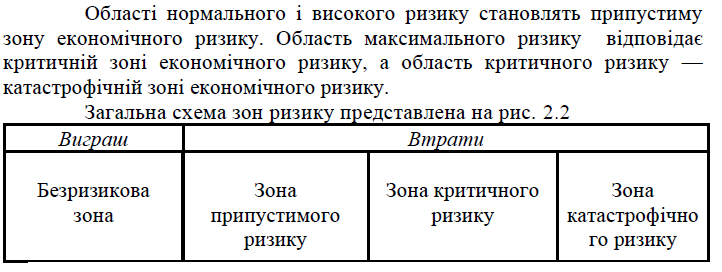 Області нормального і високого ризику становлять припустиму
зону економічного ризику. Область максимального ризику відповідає
критичній зоні економічного ризику, а область критичного ризику —
катастрофічній зоні економічного ризику.
Загальна схема зон ризику представлена на рис. 2.2
Виграш Втрати
Безризикова Зона Зона критичного Зона
зона припустимого ризику катастрофічно
ризику го ризику